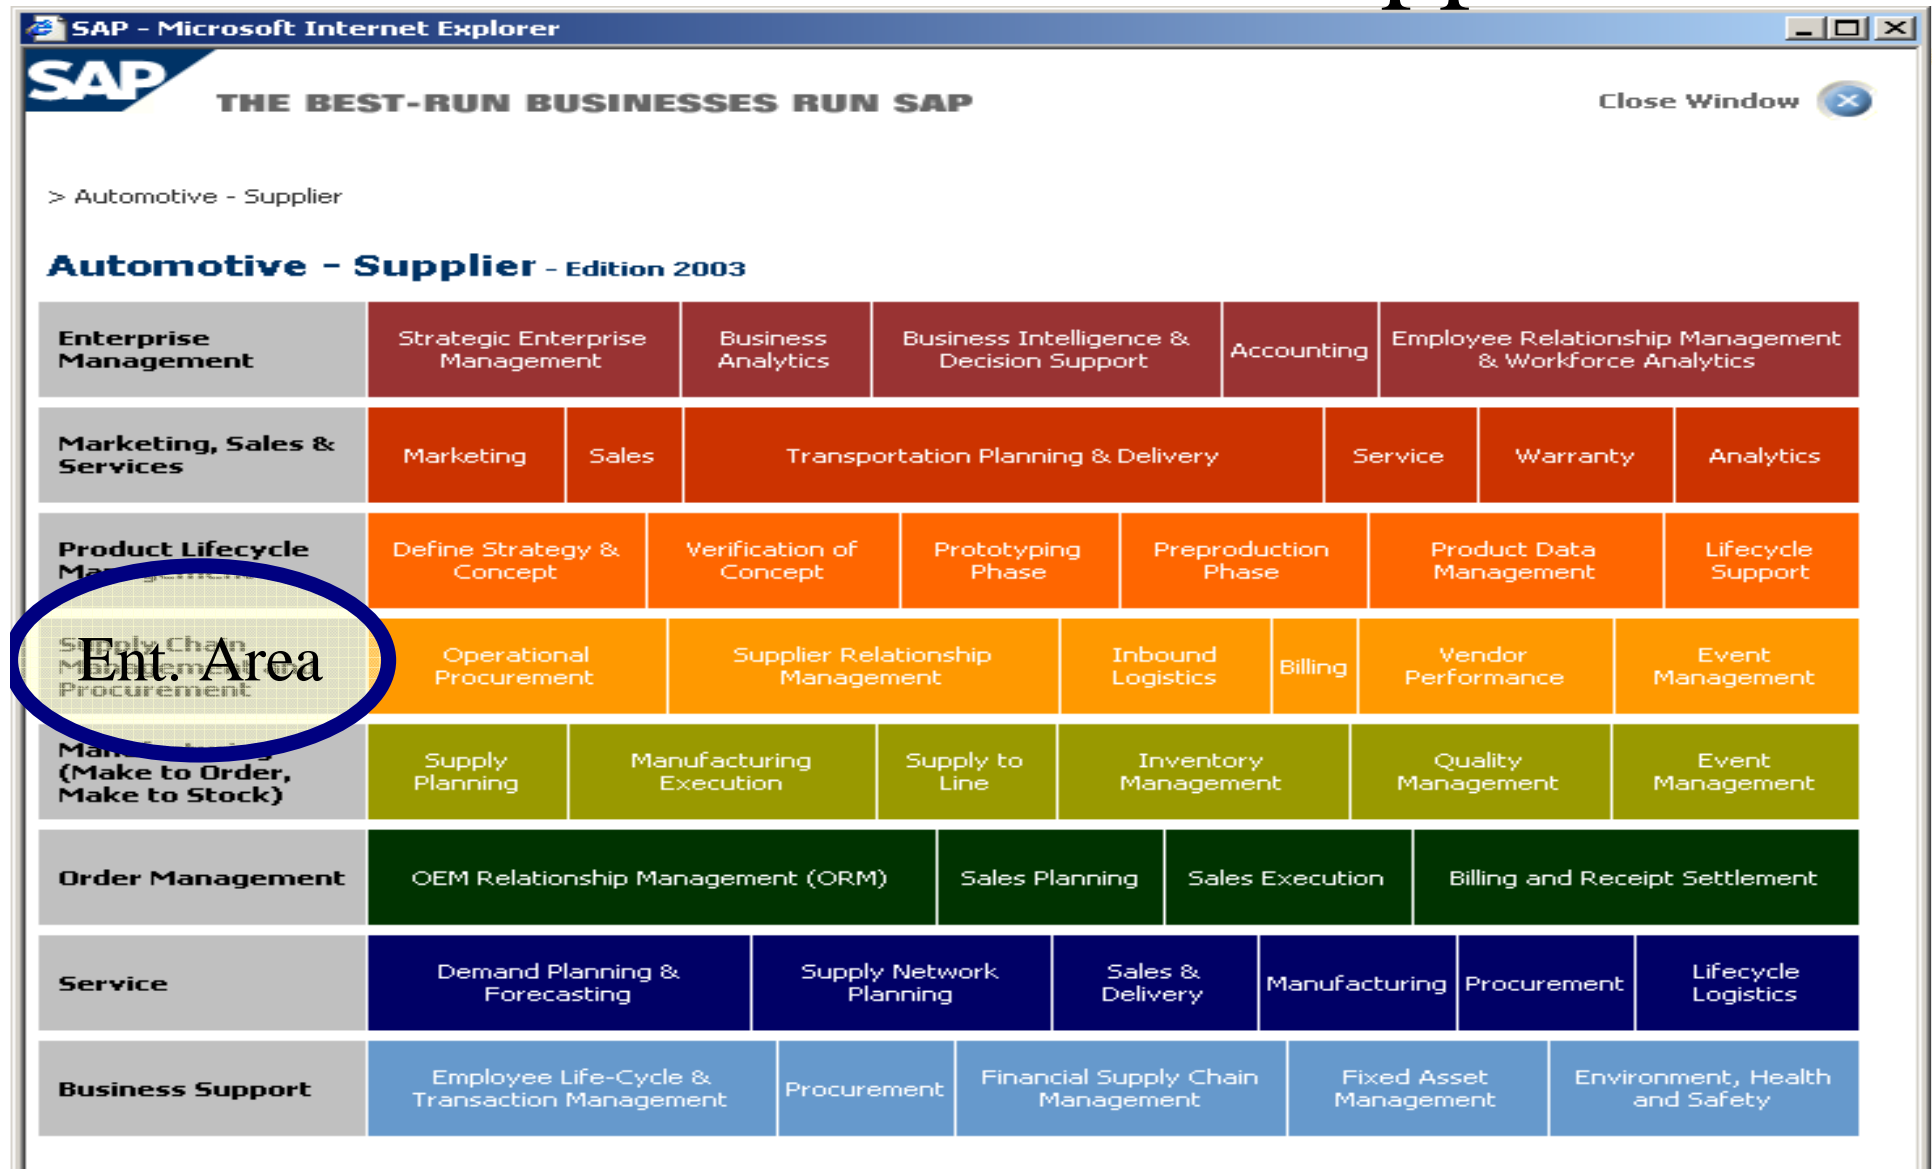 SAP - Microsoft Internet Explorer
SAP
THE BEST-RUN BUSINESSES RUN SAP
Close Window
> Automotive - Supplier
Automotive - Supplier - Edition 2003
Enterprise
Management
Strategic Enterprise
Management
Business
Analytics
Business Intelligence &
Decision Support
Accounting
Employee Relationship Management
& Workforce Analytics
Marketing, Sales &
Services
Marketing
Sales
Transportation Planning & Delivery
Service
Warranty
Analytics
Product Lifecycle
Management
Define Strategy &
Concept
Verification of
Concept
Prototyping
Phase
Preproduction
Phase
Product Data
Management
Lifecycle
Support
Supply Chain
Management and
Procurement
Ent. Area
Operational
Procurement
Supplier Relationship
Management
Inbound
Logistics
Billing
Vendor
Performance
Event
Management
Manufacturing
(Make to Order,
Make to Stock)
Supply
Planning
Manufacturing
Execution
Supply to
Line
Inventory
Management
Quality
Management
Event
Management
Order Management
OEM Relationship Management (ORM)
Sales Planning
Sales Execution
Billing and Receipt Settlement
Service
Demand Planning &
Forecasting
Supply Network
Planning
Sales &
Delivery
Manufacturing
Procurement
Lifecycle
Logistics
Business Support
Employee Life-Cycle &
Transaction Management
Procurement
Financial Supply Chain
Management
Fixed Asset
Management
Environment, Health
and Safety